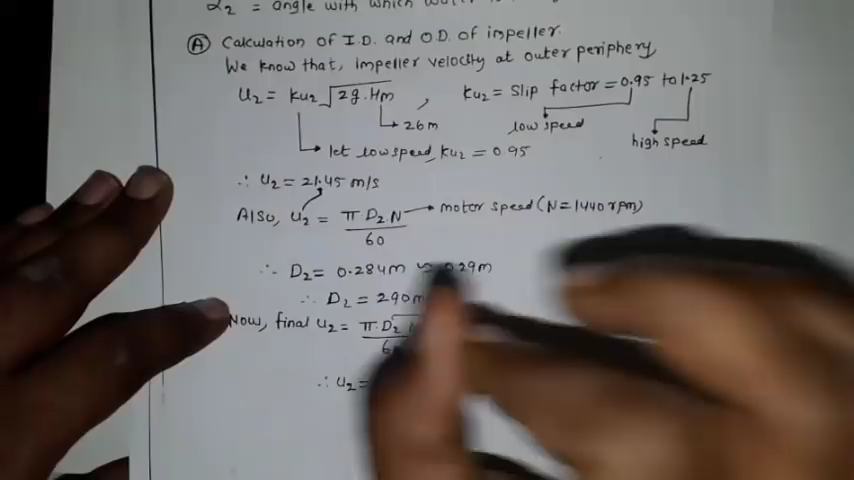 α2 = angle with which
(A) Calculation of I.D. and O.D. of impeller.
We know that, impeller velocity at outer periphery
u2 = ku2 √2g.Hm ku2 = Slip factor = 0.95 to 1.25
26m low speed high speed
let low speed, ku2 = 0.95
∴ u2 = 21.45 m/s
Also, u2 = π D2 N / 60 → motor speed (N=1440 rpm)
∴ D2 = 0.284m ≈ 0.29m
∴ D2 = 290m
Now, final u2 = π.D2
∴ u2 =